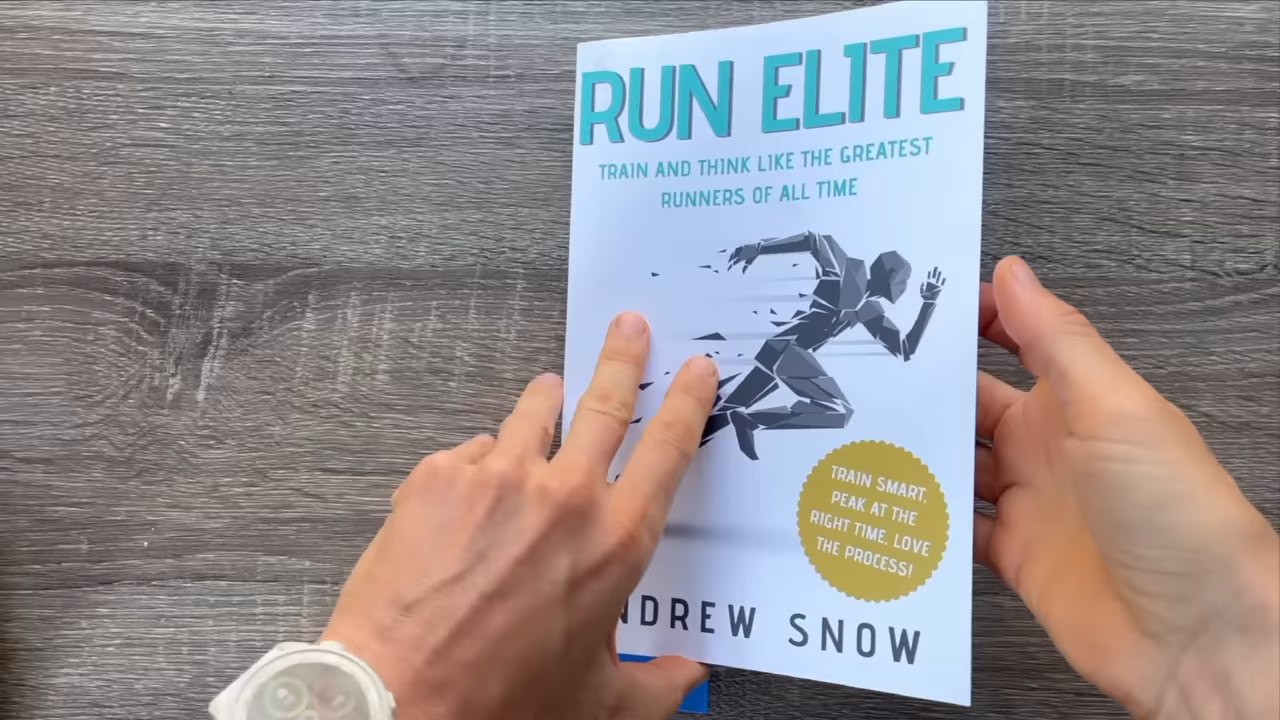 RUN ELITE
TRAIN AND THINK LIKE THE GREATEST
RUNNERS OF ALL TIME
TRAIN SMART,
PEAK AT THE
RIGHT TIME, LOVE
THE PROCESS!
NDREW SNOW